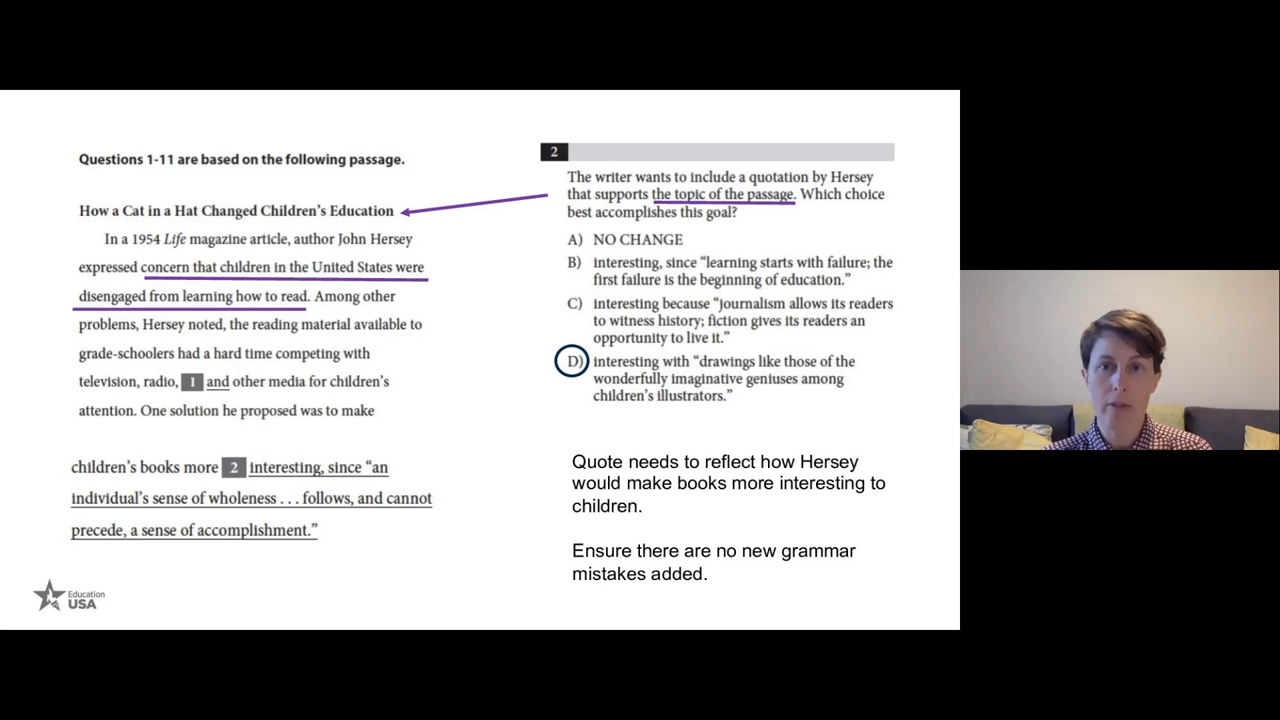 Questions 1-11 are based on the following passage.
How a Cat in a Hat Changed Children's Education
In a 1954 Life magazine article, author John Hersey
expressed concern that children in the United States were
disengaged from learning how to read. Among other
problems, Hersey noted, the reading material available to
grade-schoolers had a hard time competing with
television, radio, 1 and other media for children's
attention. One solution he proposed was to make
children's books more 2 interesting, since “an
individual's sense of wholeness . . . follows, and cannot
precede, a sense of accomplishment.”
Education
USA
2
The writer wants to include a quotation by Hersey
that supports the topic of the passage. Which choice
best accomplishes this goal?
A) NO CHANGE
B) interesting, since “learning starts with failure; the
first failure is the beginning of education.”
C) interesting because “journalism allows its readers
to witness history; fiction gives its readers an
opportunity to live it.”
D) interesting with “drawings like those of the
wonderfully imaginative geniuses among
children's illustrators.”
Quote needs to reflect how Hersey
would make books more interesting to
children.
Ensure there are no new grammar
mistakes added.